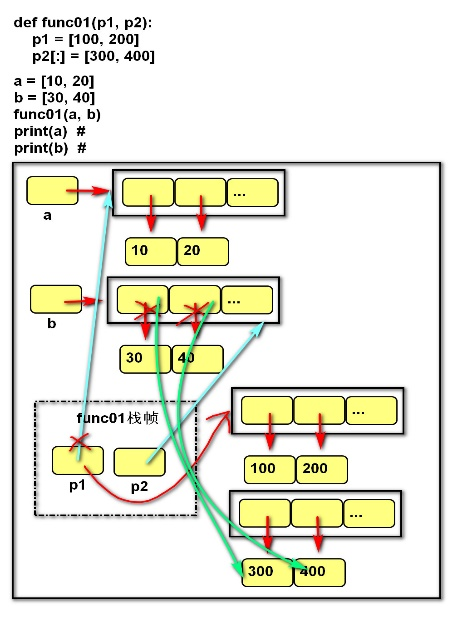 def func01(p1, p2):
p1 = [100, 200]
p2[:] = [300, 400]
a = [10, 20]
b = [30, 40]
func01(a, b)
print(a) #
print(b) #
...
a
10 20
...
b
30 40
func01栈帧
...
p1 p2
100 200
...
300 400